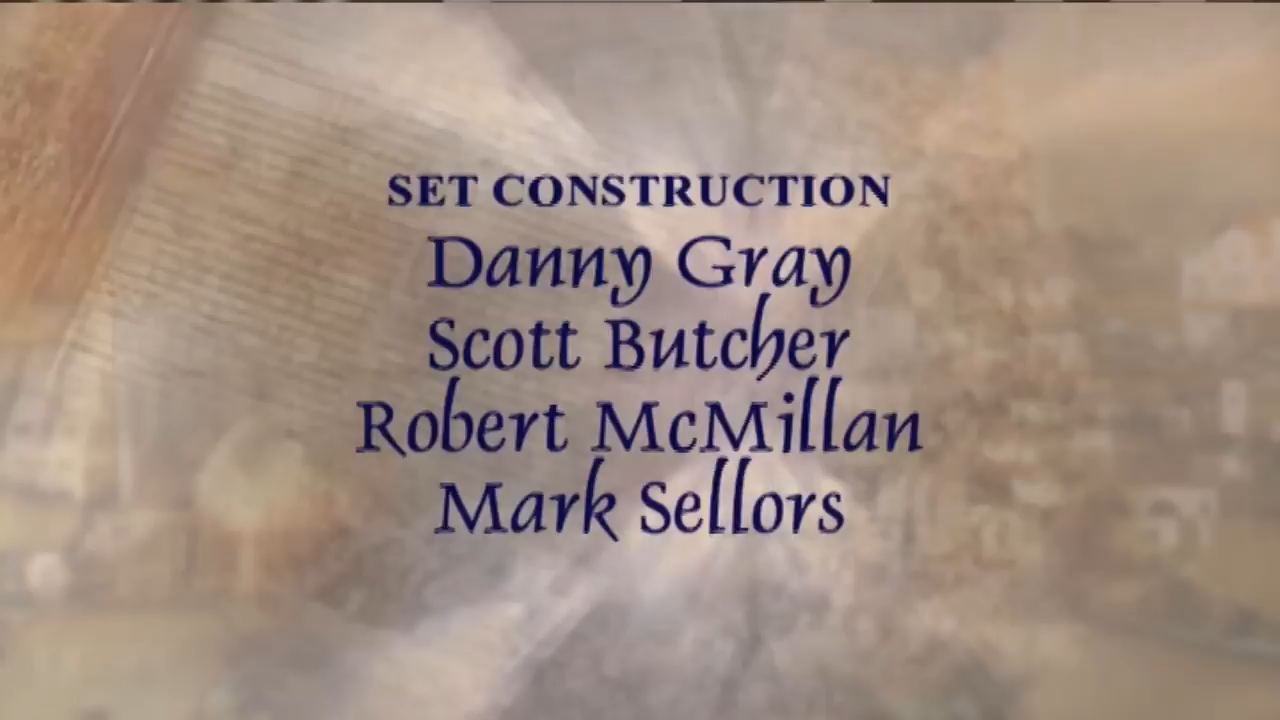 SET CONSTRUCTION
Danny Gray
Scott Butcher
Robert McMillan
Mark Sellors